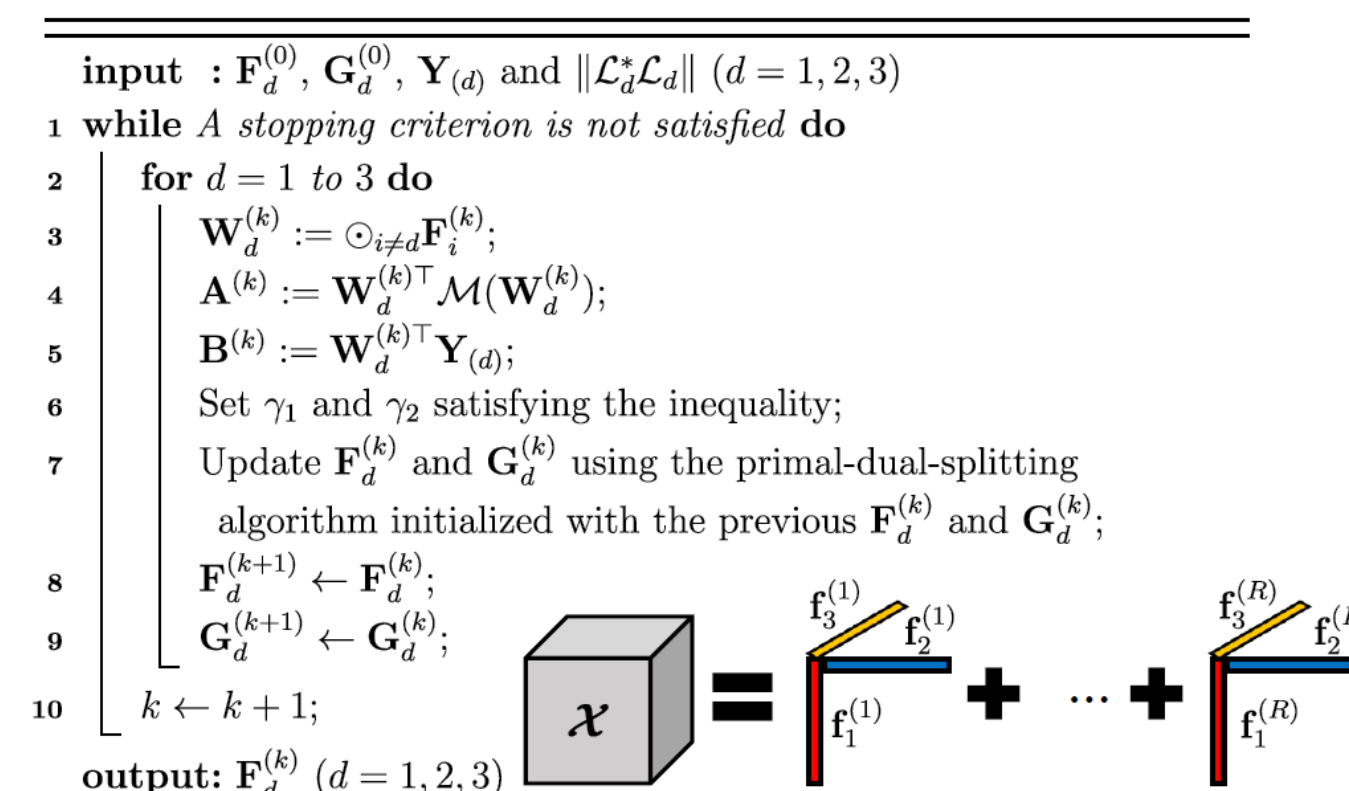 input : F_d^{(0)}, G_d^{(0)}, Y_{(d)} and ‖𝓛_d^*𝓛_d‖ (d = 1, 2, 3)
1 while A stopping criterion is not satisfied do
2 for d = 1 to 3 do
3 W_d^{(k)} := ⊙_{i≠d}F_i^{(k)};
4 A^{(k)} := W_d^{(k)⊤}𝓜(W_d^{(k)});
5 B^{(k)} := W_d^{(k)⊤}Y_{(d)};
6 Set γ_1 and γ_2 satisfying the inequality;
7 Update F_d^{(k)} and G_d^{(k)} using the primal-dual-splitting
algorithm initialized with the previous F_d^{(k)} and G_d^{(k)};
8 F_d^{(k+1)} ← F_d^{(k)};
9 G_d^{(k+1)} ← G_d^{(k)};
10 k ← k + 1;
output: F_d^{(k)} (d = 1, 2, 3)
𝓧 = f_3^{(1)} f_2^{(1)} f_1^{(1)} + ... + f_3^{(R)} f_2 f_1^{(R)}